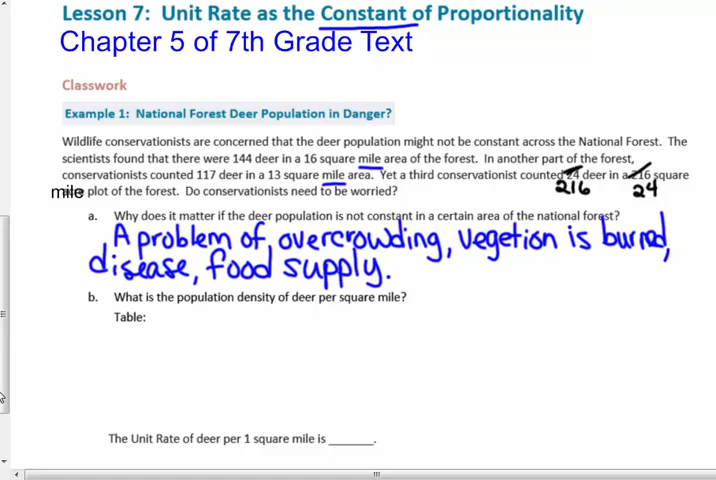 Lesson 7: Unit Rate as the Constant of Proportionality
Chapter 5 of 7th Grade Text
Classwork
Example 1: National Forest Deer Population in Danger?
Wildlife conservationists are concerned that the deer population might not be constant across the National Forest. The
scientists found that there were 144 deer in a 16 square mile area of the forest. In another part of the forest,
conservationists counted 117 deer in a 13 square mile area. Yet a third conservationist counted 24 deer in a 216 square
mile plot of the forest. Do conservationists need to be worried? 216 24
a. Why does it matter if the deer population is not constant in a certain area of the national forest?
A problem of overcrowding, vegetion is burned,
disease, food supply.
b. What is the population density of deer per square mile?
Table:
The Unit Rate of deer per 1 square mile is _______.